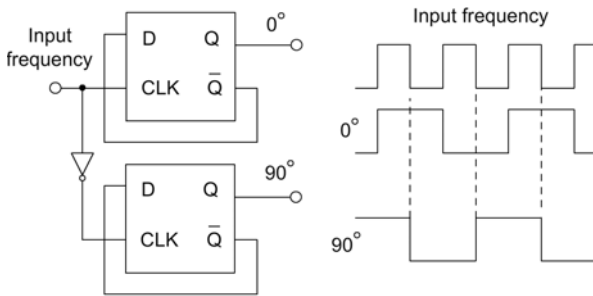 Input
frequency
D Q
CLK Q̅
0°
D Q
CLK Q̅
90°
Input frequency
0°
90°